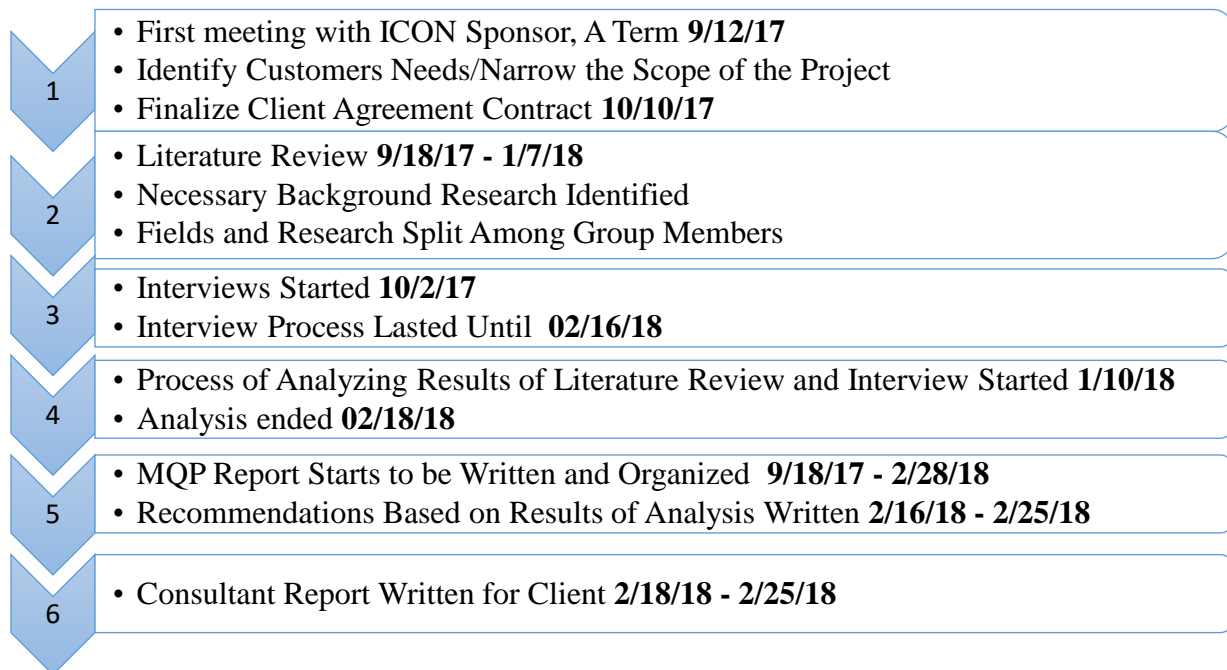 1
• First meeting with ICON Sponsor, A Term 9/12/17
• Identify Customers Needs/Narrow the Scope of the Project
• Finalize Client Agreement Contract 10/10/17
2
• Literature Review 9/18/17 - 1/7/18
• Necessary Background Research Identified
• Fields and Research Split Among Group Members
3
• Interviews Started 10/2/17
• Interview Process Lasted Until 02/16/18
4
• Process of Analyzing Results of Literature Review and Interview Started 1/10/18
• Analysis ended 02/18/18
5
• MQP Report Starts to be Written and Organized 9/18/17 - 2/28/18
• Recommendations Based on Results of Analysis Written 2/16/18 - 2/25/18
6
• Consultant Report Written for Client 2/18/18 - 2/25/18